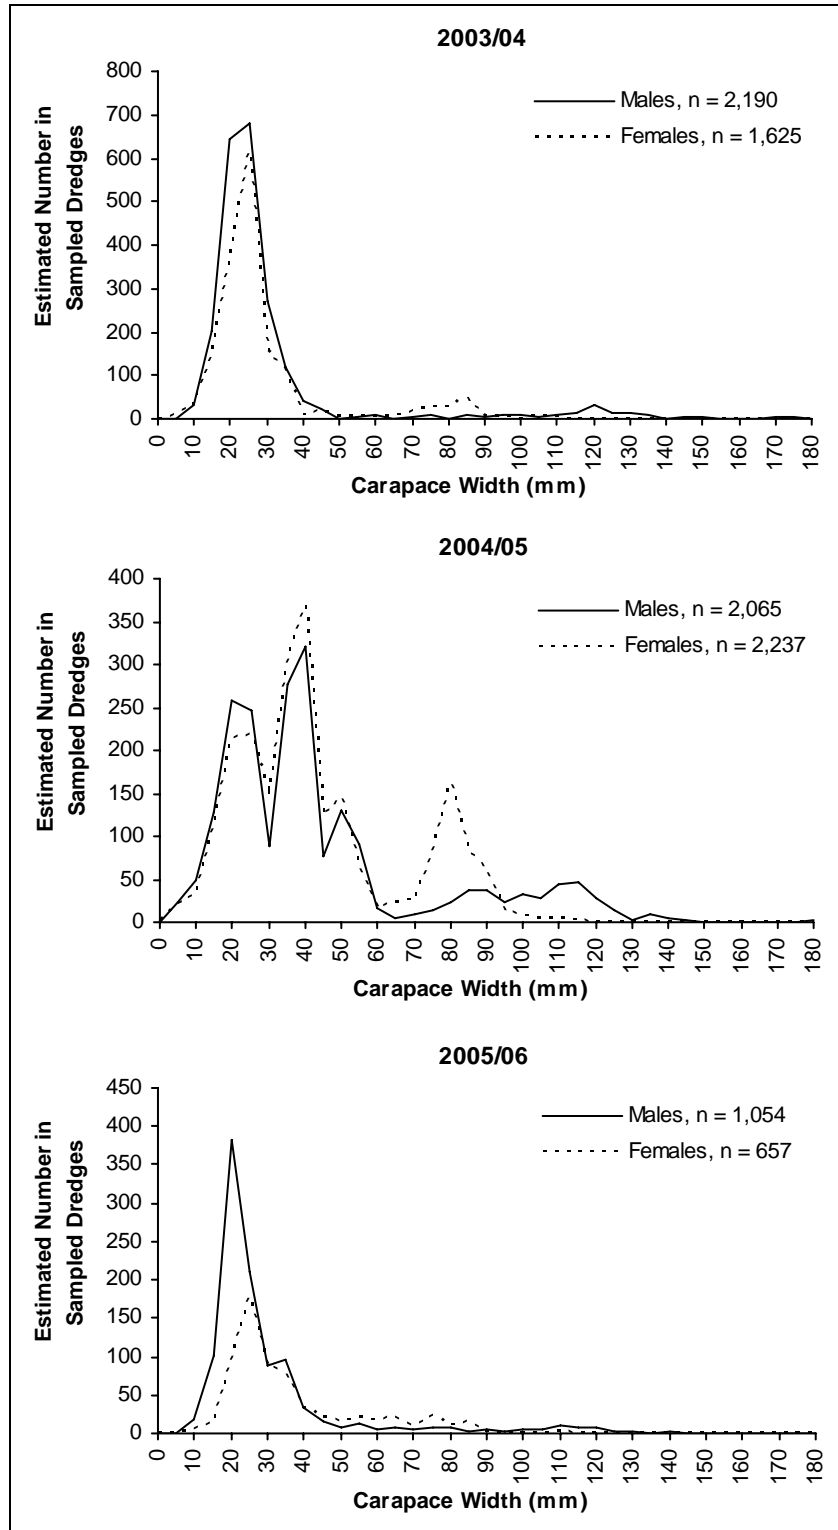 2003/04
800
700
600
500
400
300
200
100
0
Estimated Number in
Sampled Dredges
Males, n = 2,190
Females, n = 1,625
0 10 20 30 40 50 60 70 80 90 100 110 120 130 140 150 160 170 180
Carapace Width (mm)
2004/05
400
350
300
250
200
150
100
50
0
Estimated Number in
Sampled Dredges
Males, n = 2,065
Females, n = 2,237
0 10 20 30 40 50 60 70 80 90 100 110 120 130 140 150 160 170 180
Carapace Width (mm)
2005/06
450
400
350
300
250
200
150
100
50
0
Estimated Number in
Sampled Dredges
Males, n = 1,054
Females, n = 657
0 10 20 30 40 50 60 70 80 90 100 110 120 130 140 150 160 170 180
Carapace Width (mm)